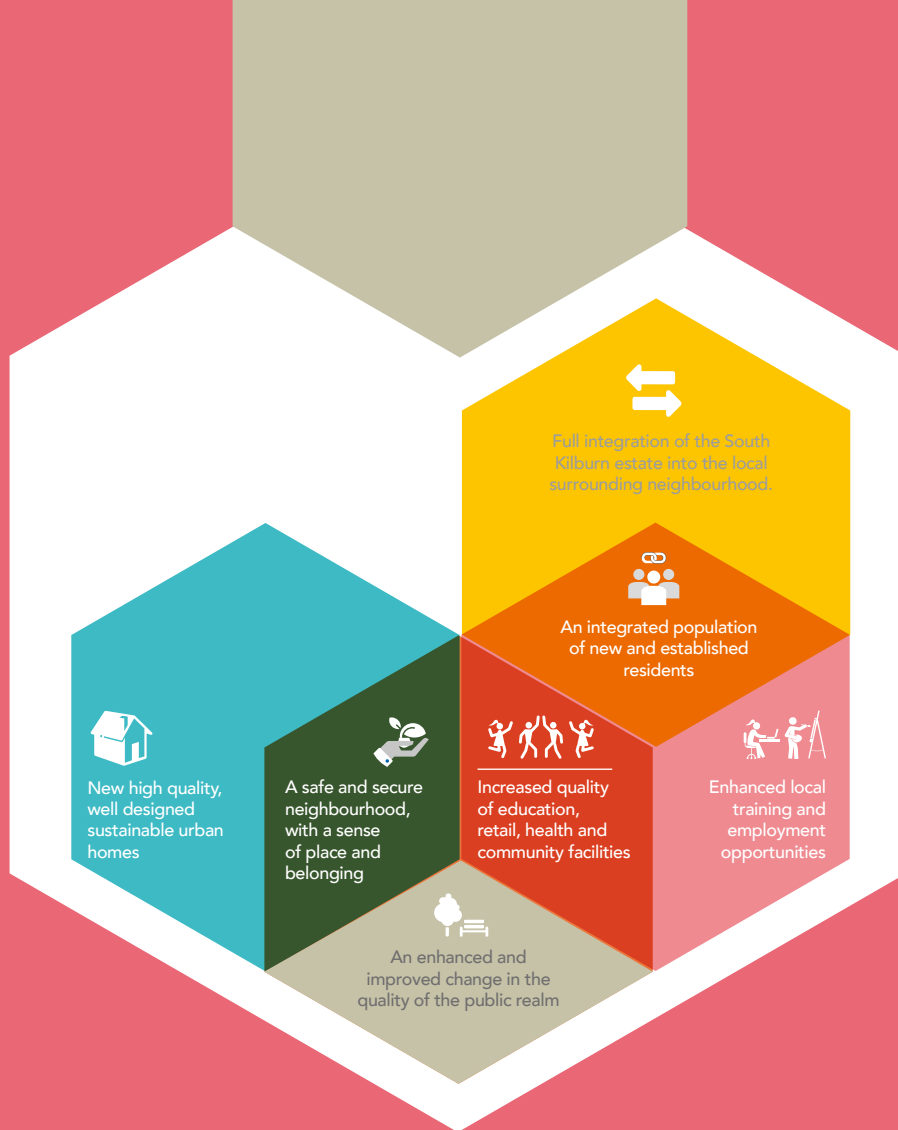 Full integration of the South
Kilburn estate into the local
surrounding neighbourhood.
An integrated population
of new and established
residents
New high quality,
well designed
sustainable urban
homes
A safe and secure
neighbourhood,
with a sense
of place and
belonging
Increased quality
of education,
retail, health and
community facilities
Enhanced local
training and
employment
opportunities
An enhanced and
improved change in the
quality of the public realm